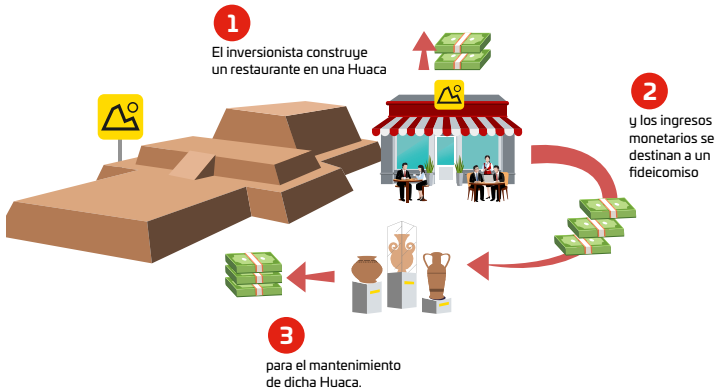 1
El inversionista construye
un restaurante en una Huaca
2
y los ingresos
monetarios se
destinan a un
fideicomiso
3
para el mantenimiento
de dicha Huaca.